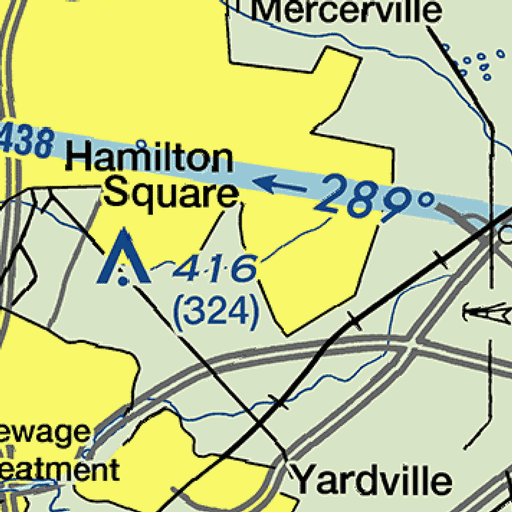 Mercerville
438
Hamilton
Square
289°
416
(324)
ewage
eatment
Yardville